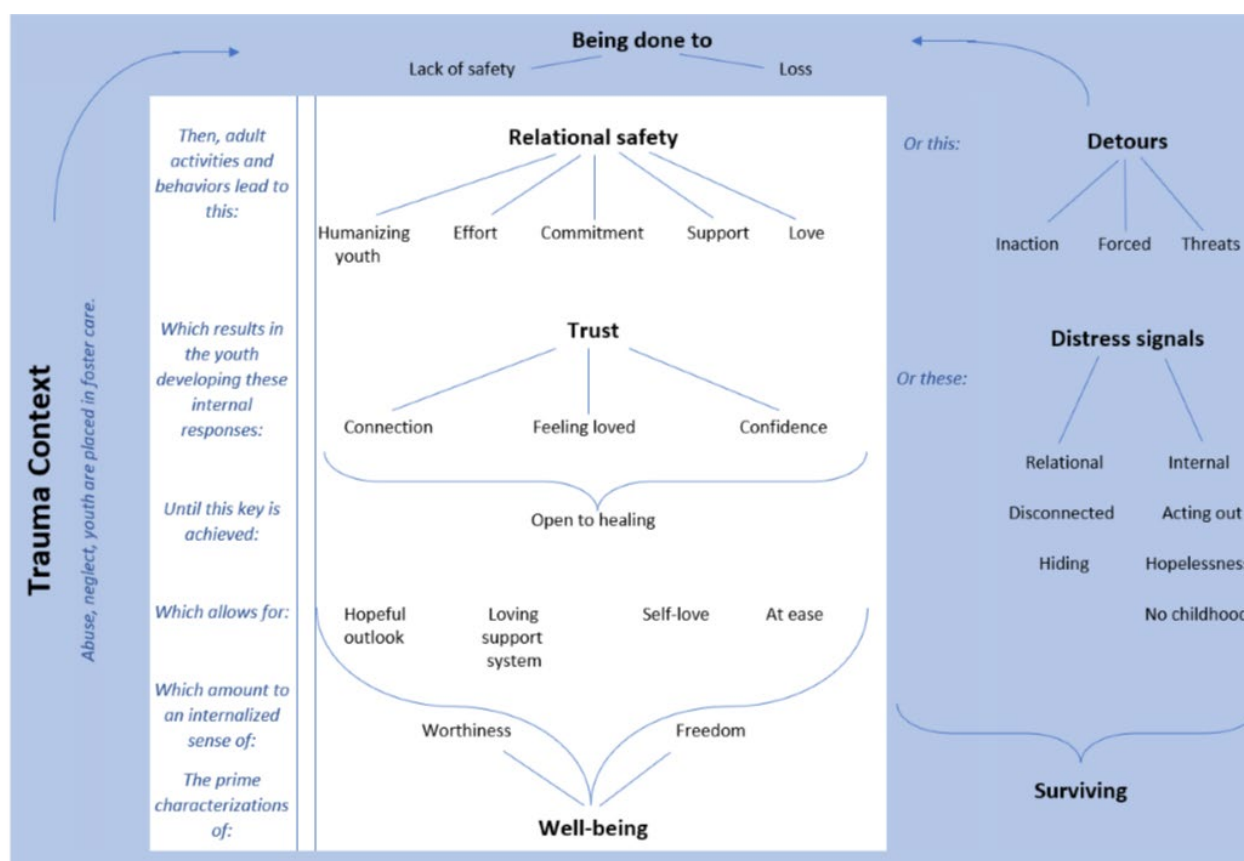 Being done to
Lack of safety
Loss
Trauma Context
Abuse, neglect, youth are placed in foster care.
Then, adult
activities and
behaviors lead to
this:
Relational safety
Humanizing
youth
Effort
Commitment
Support
Love
Or this:
Detours
Inaction
Forced
Threats
Which results in
the youth
developing these
internal
responses:
Trust
Connection
Feeling loved
Confidence
Or these:
Distress signals
Relational
Internal
Disconnected
Acting out
Hiding
Hopelessness
No childhood
Until this key is
achieved:
Open to healing
Which allows for:
Hopeful
outlook
Loving
support
system
Self-love
At ease
Which amount to
an internalized
sense of:
Worthiness
Freedom
The prime
characterizations
of:
Well-being
Surviving